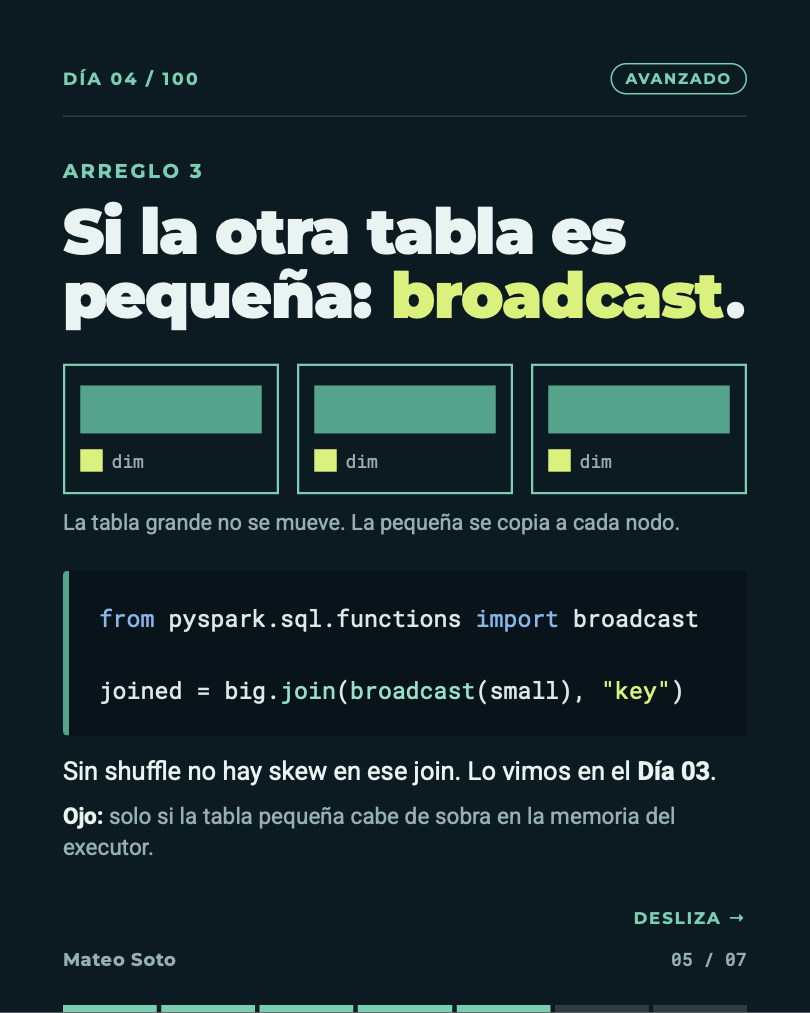 DÍA 04 / 100
AVANZADO
ARREGLO 3
Si la otra tabla es
pequeña: broadcast.
dim
dim
dim
La tabla grande no se mueve. La pequeña se copia a cada nodo.
from pyspark.sql.functions import broadcast
joined = big.join(broadcast(small), "key")
Sin shuffle no hay skew en ese join. Lo vimos en el Día 03.
Ojo: solo si la tabla pequeña cabe de sobra en la memoria del
executor.
DESLIZA →
Mateo Soto
05 / 07